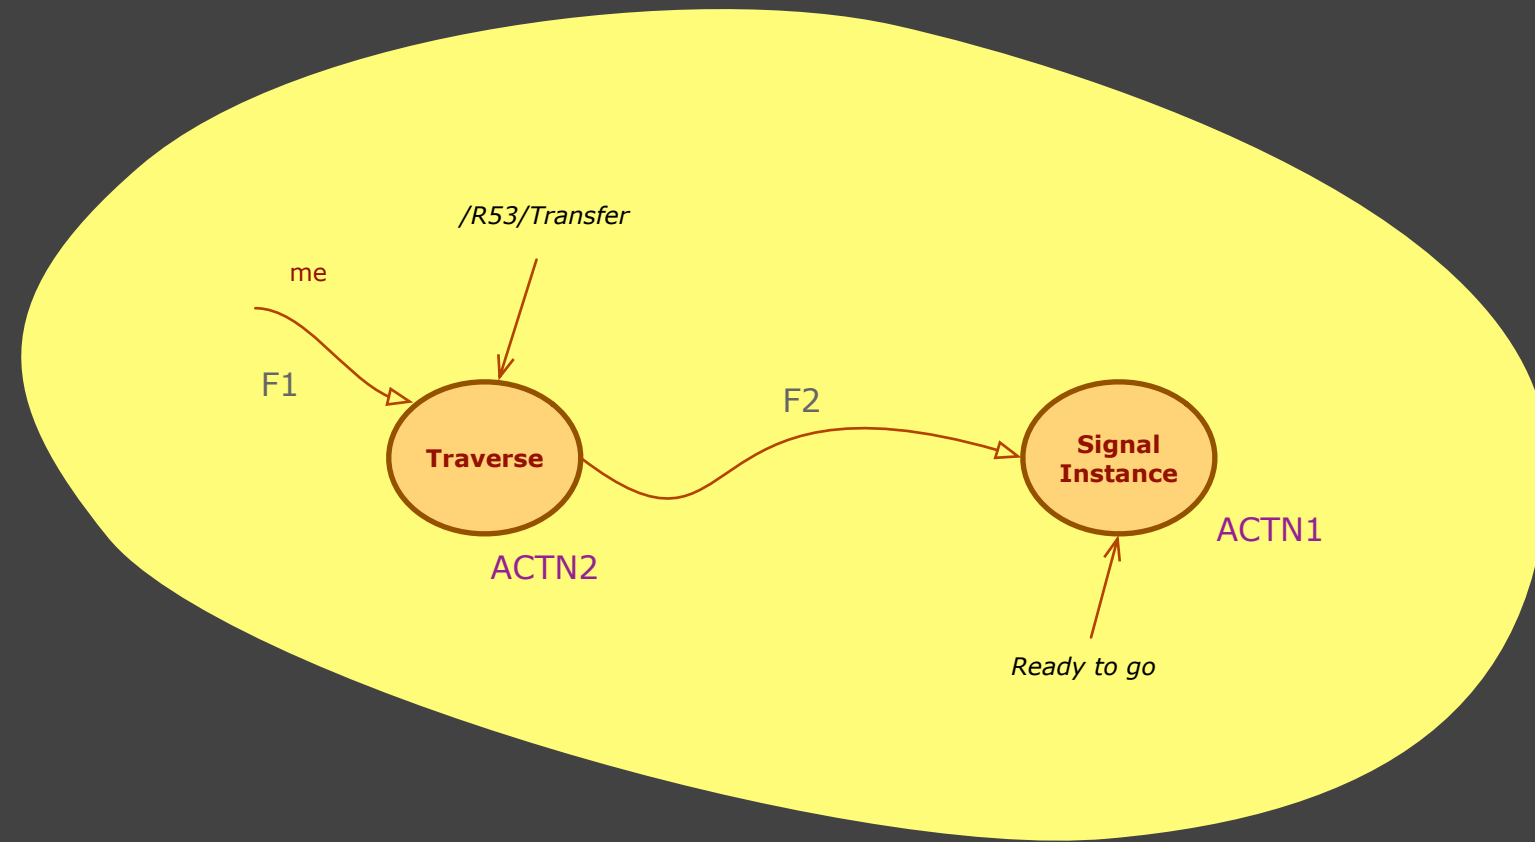 /R53/Transfer
me
F1
F2
Traverse
Signal
Instance
ACTN1
ACTN2
Ready to go